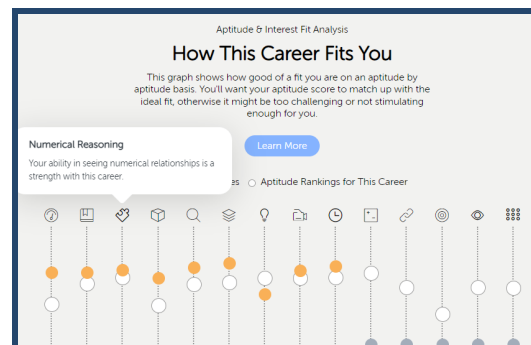 Aptitude & Interest Fit Analysis
How This Career Fits You
This graph shows how good of a fit you are on an aptitude by
aptitude basis. You'll want your aptitude score to match up with the
ideal fit, otherwise it might be too challenging or not stimulating
enough for you.
Numerical Reasoning
Your ability in seeing numerical relationships is a
strength with this career.
Learn More
es Aptitude Rankings for This Career